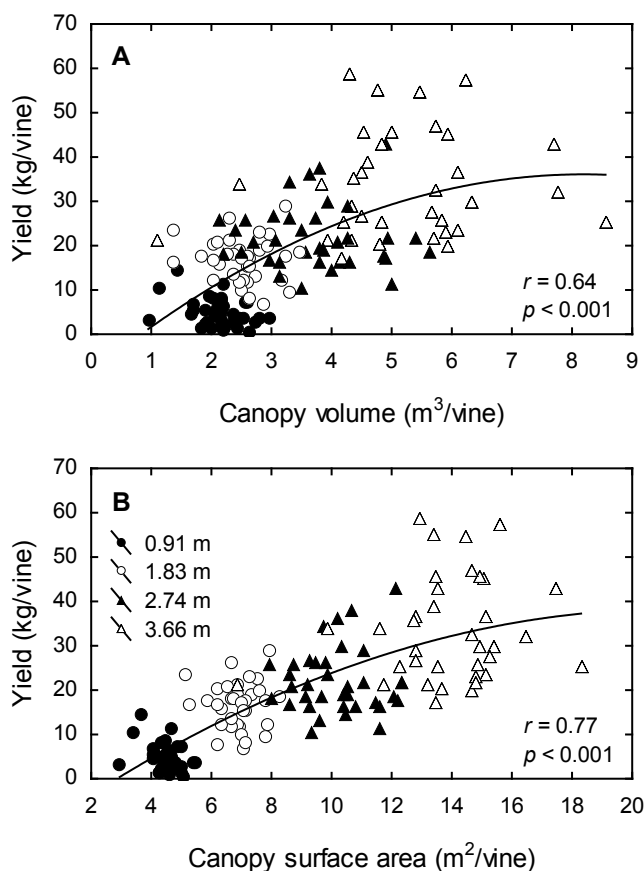 A
Yield (kg/vine)
70
60
50
40
30
20
10
0
r = 0.64
p < 0.001
1 2 3 4 5 6 7 8 9
Canopy volume (m³/vine)
B
0.91 m
1.83 m
2.74 m
3.66 m
Yield (kg/vine)
70
60
50
40
30
20
10
0
r = 0.77
p < 0.001
2 4 6 8 10 12 14 16 18 20
Canopy surface area (m²/vine)